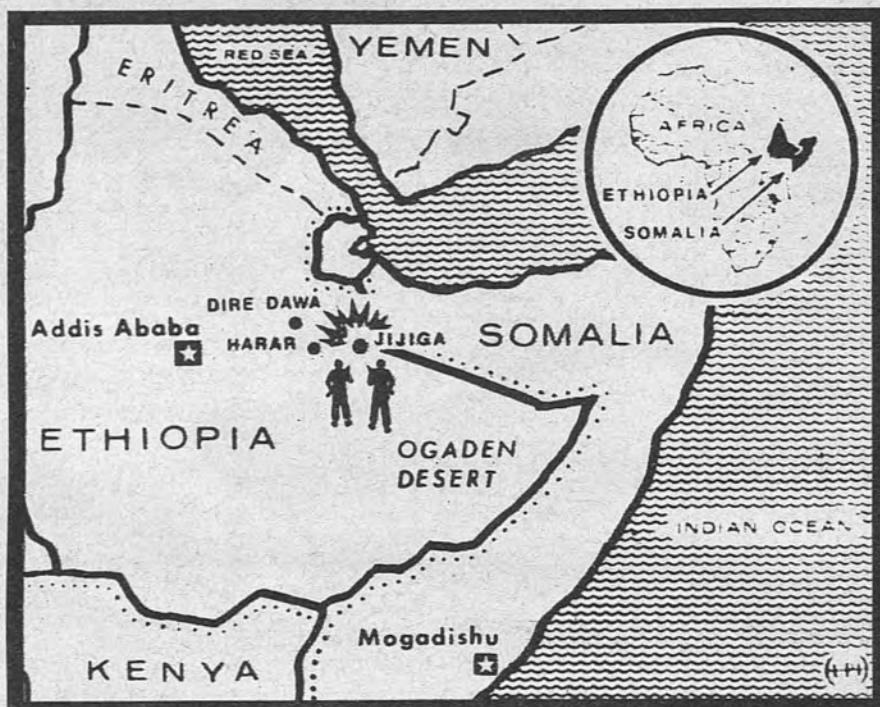 RED SEA
YEMEN
ERITREA
AFRICA
ETHIOPIA
SOMALIA
DIRE DAWA
Addis Ababa
HARAR
JIJIGA
SOMALIA
ETHIOPIA
OGADEN
DESERT
INDIAN OCEAN
Mogadishu
KENYA